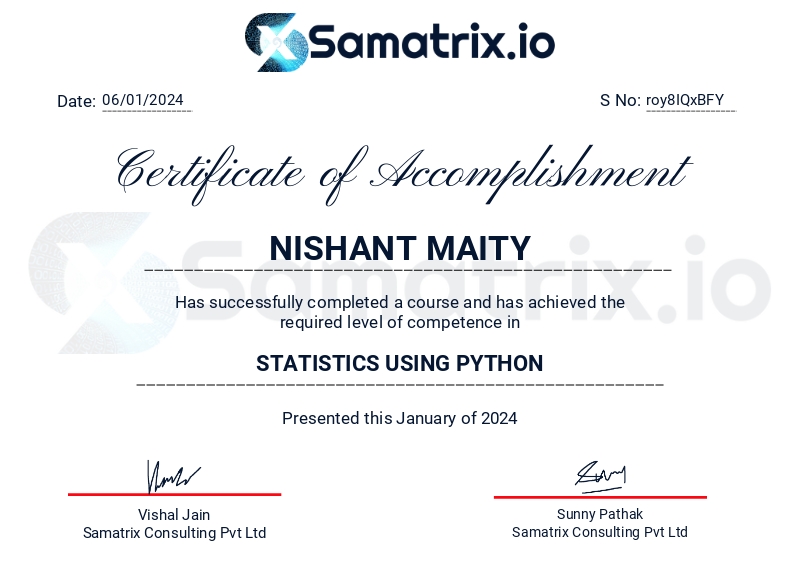 Samatrix.io
Date: 06/01/2024
S No: roy8IQxBFY
Certificate of Accomplishment
NISHANT MAITY
Samatrix.io
Has successfully completed a course and has achieved the
required level of competence in
STATISTICS USING PYTHON
Presented this January of 2024
Vishal Jain
Samatrix Consulting Pvt Ltd
Sunny Pathak
Samatrix Consulting Pvt Ltd